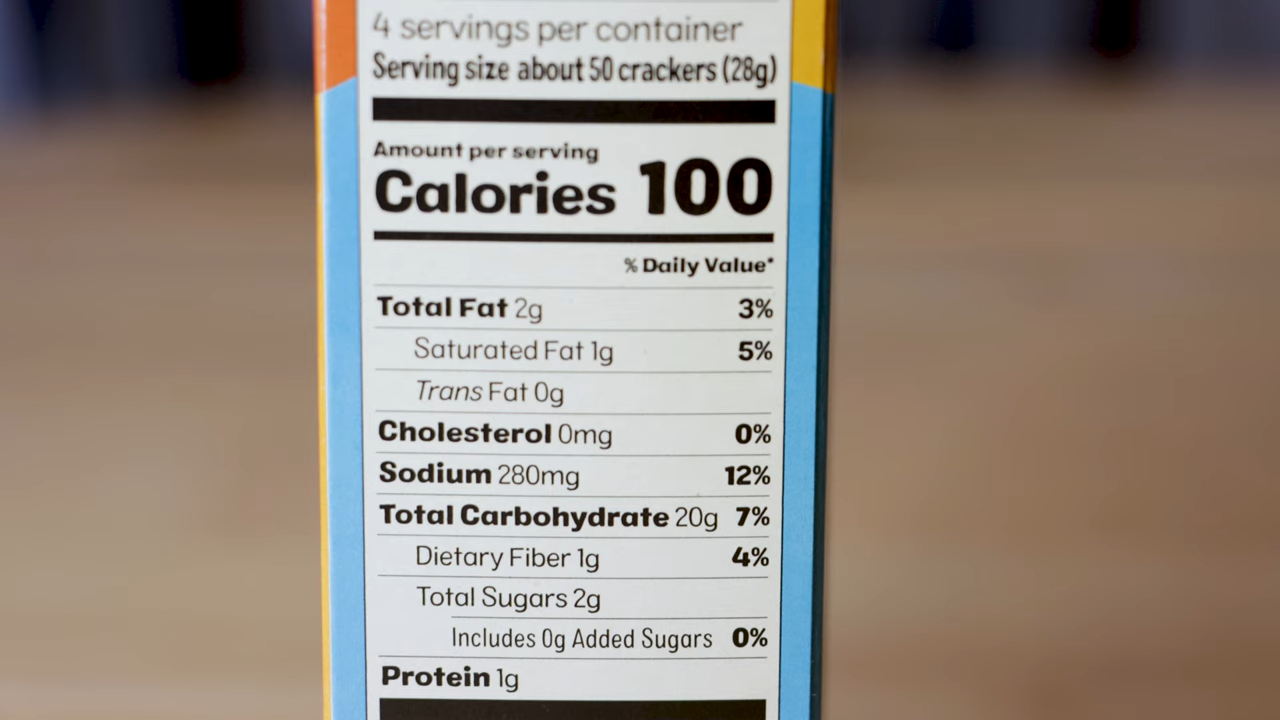 4 servings per container
Serving size about 50 crackers (28g)
Amount per serving
Calories 100
% Daily Value*
Total Fat 2g 3%
Saturated Fat 1g 5%
Trans Fat 0g
Cholesterol 0mg 0%
Sodium 280mg 12%
Total Carbohydrate 20g 7%
Dietary Fiber 1g 4%
Total Sugars 2g
Includes 0g Added Sugars 0%
Protein 1g